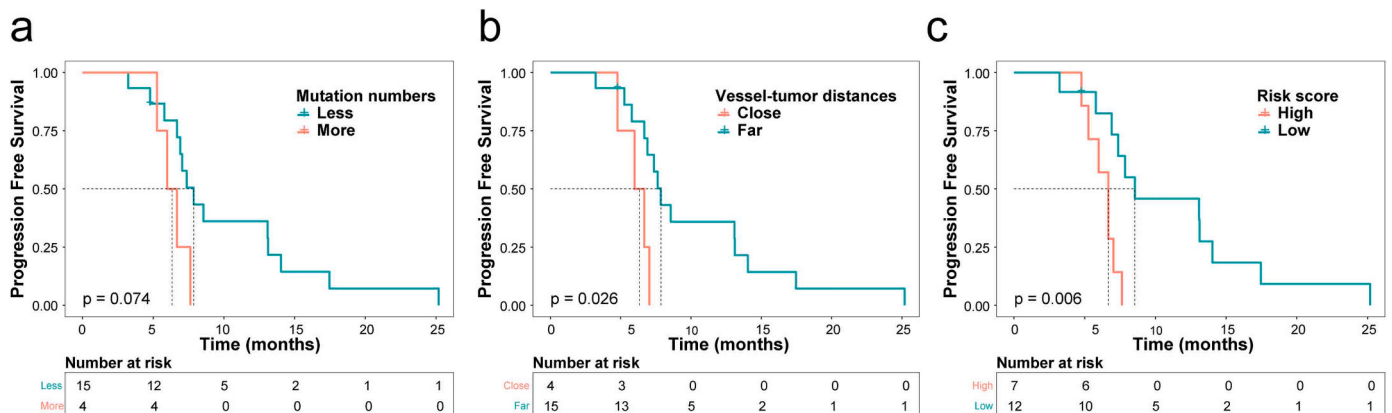 a
Progression Free Survival
1.00
0.75
0.50
0.25
0.00
Mutation numbers
Less
More
p = 0.074
0 5 10 15 20 25
Time (months)
Number at risk
Less 15 12 5 2 1 1
More 4 4 0 0 0 0
b
Progression Free Survival
1.00
0.75
0.50
0.25
0.00
Vessel-tumor distances
Close
Far
p = 0.026
0 5 10 15 20 25
Time (months)
Number at risk
Close 4 3 0 0 0 0
Far 15 13 5 2 1 1
c
Progression Free Survival
1.00
0.75
0.50
0.25
0.00
Risk score
High
Low
p = 0.006
0 5 10 15 20 25
Time (months)
Number at risk
High 7 6 0 0 0 0
Low 12 10 5 2 1 1